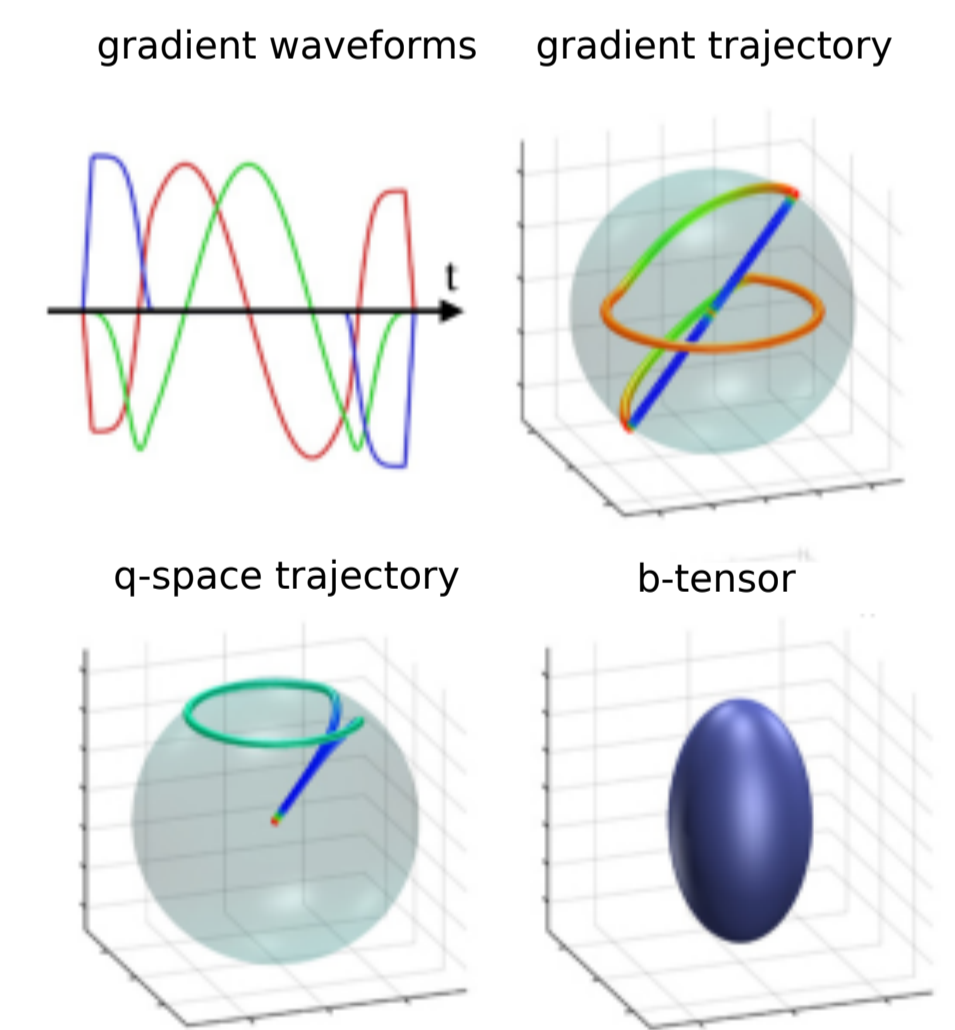 gradient waveforms
gradient trajectory
t
q-space trajectory
b-tensor